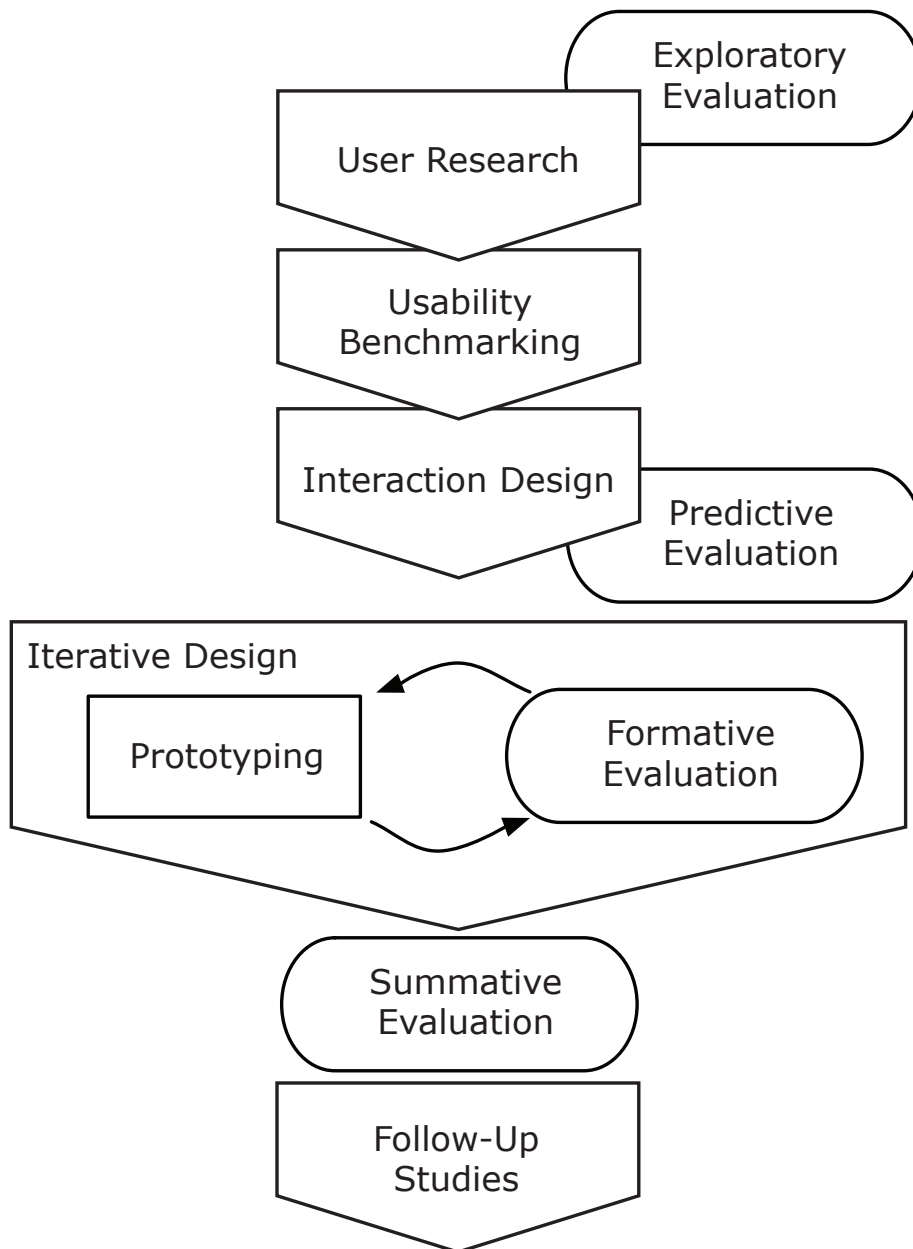 Exploratory
Evaluation
User Research
Usability
Benchmarking
Interaction Design
Predictive
Evaluation
Iterative Design
Prototyping
Formative
Evaluation
Summative
Evaluation
Follow-Up
Studies